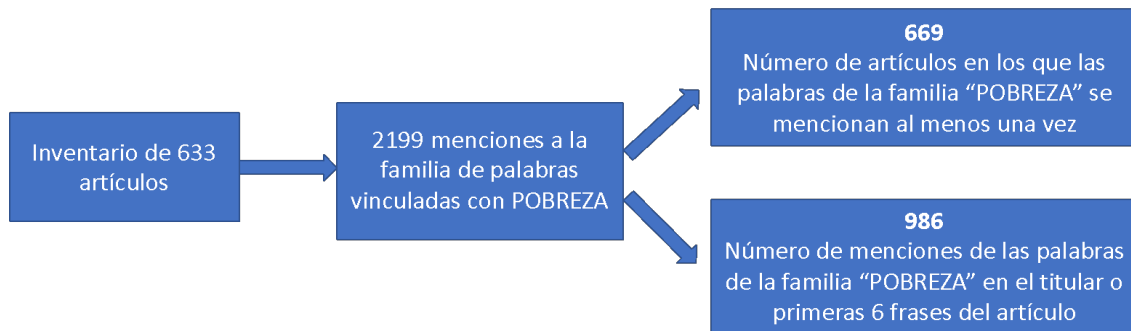 Inventario de 633
artículos
2199 menciones a la
familia de palabras
vinculadas con POBREZA
669
Número de artículos en los que las
palabras de la familia “POBREZA” se
mencionan al menos una vez
986
Número de menciones de las palabras
de la familia “POBREZA” en el titular o
primeras 6 frases del artículo